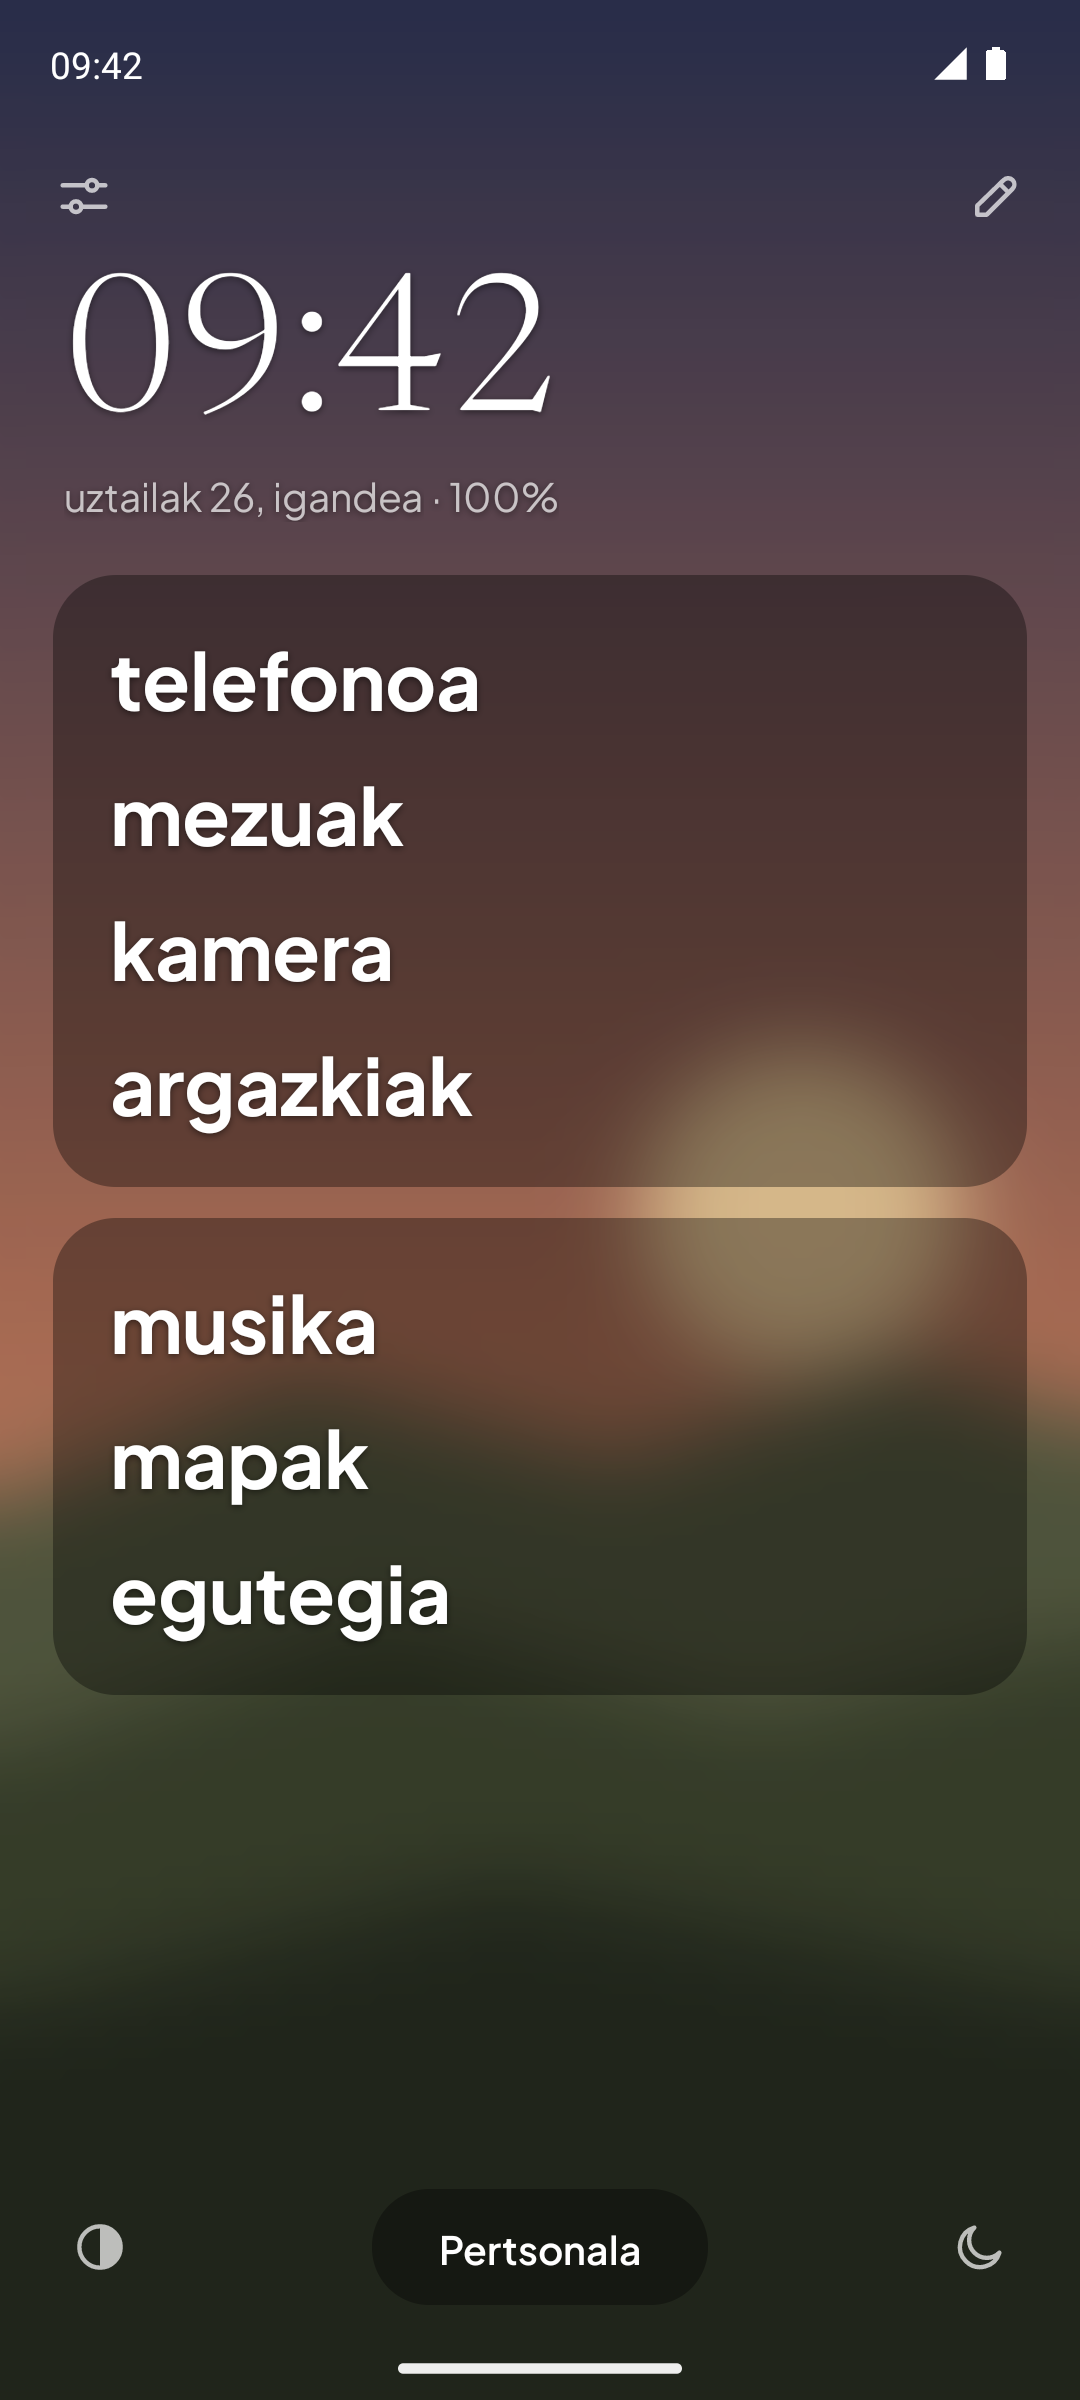 09:42
09:42
uztailak 26, igandea · 100%
telefonoa
mezuak
kamera
argazkiak
musika
mapak
egutegia
Pertsonala